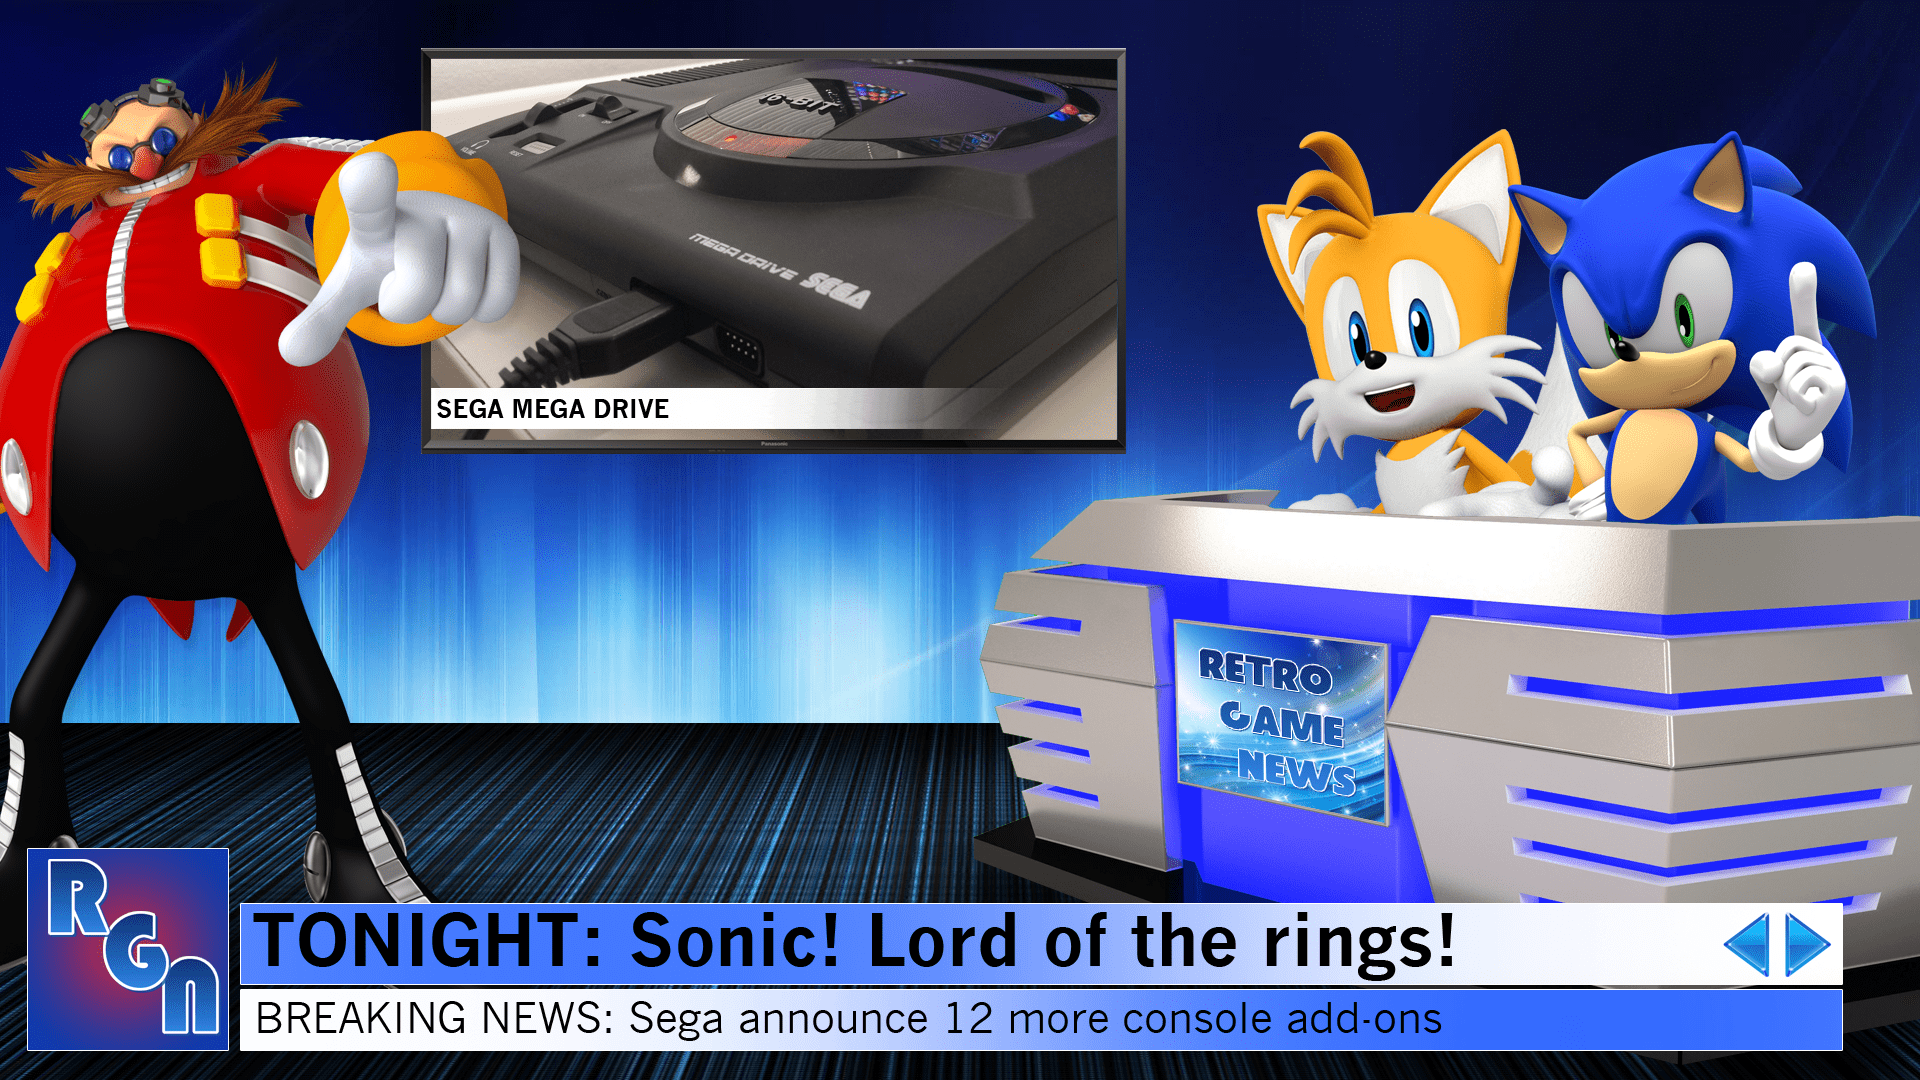 16-BIT
MEGA DRIVE SEGA
SEGA MEGA DRIVE
Panasonic
RETRO
GAME
NEWS
RGN
TONIGHT: Sonic! Lord of the rings!
BREAKING NEWS: Sega announce 12 more console add-ons